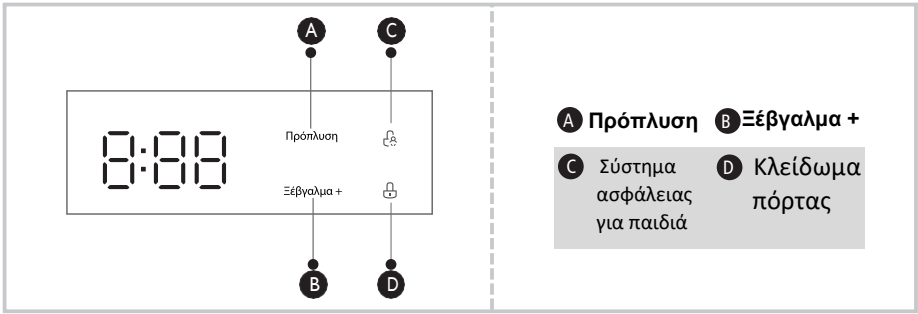 A C
8:88 Πρόπλυση
Ξέβγαλμα +
B D
A Πρόπλυση B Ξέβγαλμα +
C Σύστημα
ασφάλειας
για παιδιά
D Κλείδωμα
πόρτας